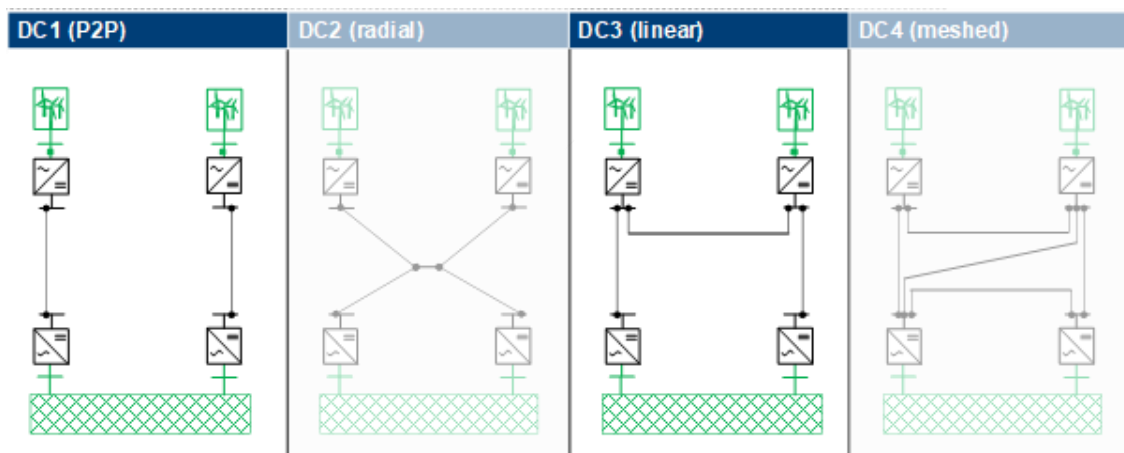 DC1 (P2P)
DC2 (radial)
DC3 (linear)
DC4 (meshed)